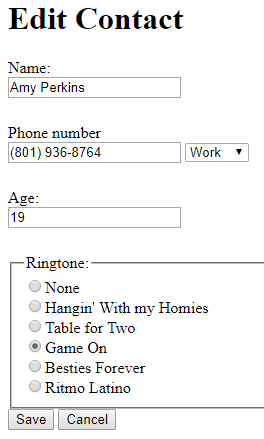 Edit Contact
Name:
Amy Perkins
Phone number
(801) 936-8764 Work
Age:
19
Ringtone:
None
Hangin' With my Homies
Table for Two
Game On
Besties Forever
Ritmo Latino
Save Cancel